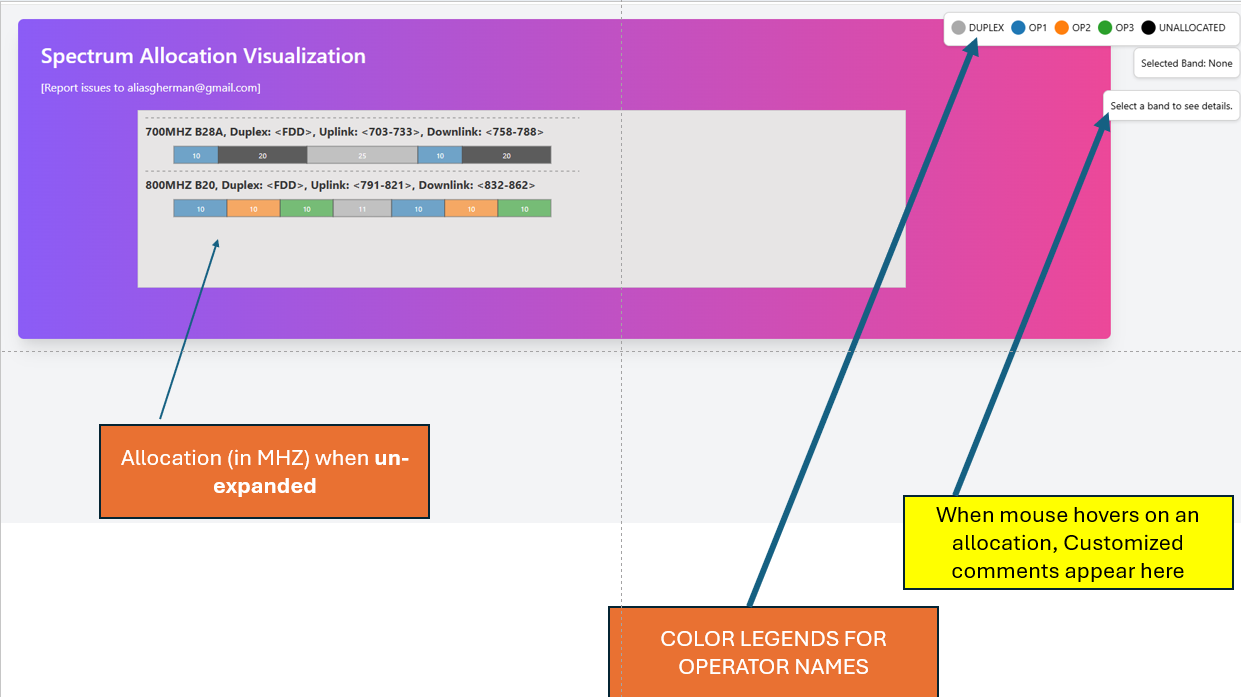 Spectrum Allocation Visualization
[Report issues to aliasgherman@gmail.com]
DUPLEX OP1 OP2 OP3 UNALLOCATED
Selected Band: None
Select a band to see details.
700MHZ B28A, Duplex: <FDD>, Uplink: <703-733>, Downlink: <758-788>
10 20 25 10 20
800MHZ B20, Duplex: <FDD>, Uplink: <791-821>, Downlink: <832-862>
10 10 10 11 10 10 10
Allocation (in MHZ) when un-
expanded
When mouse hovers on an
allocation, Customized
comments appear here
COLOR LEGENDS FOR
OPERATOR NAMES